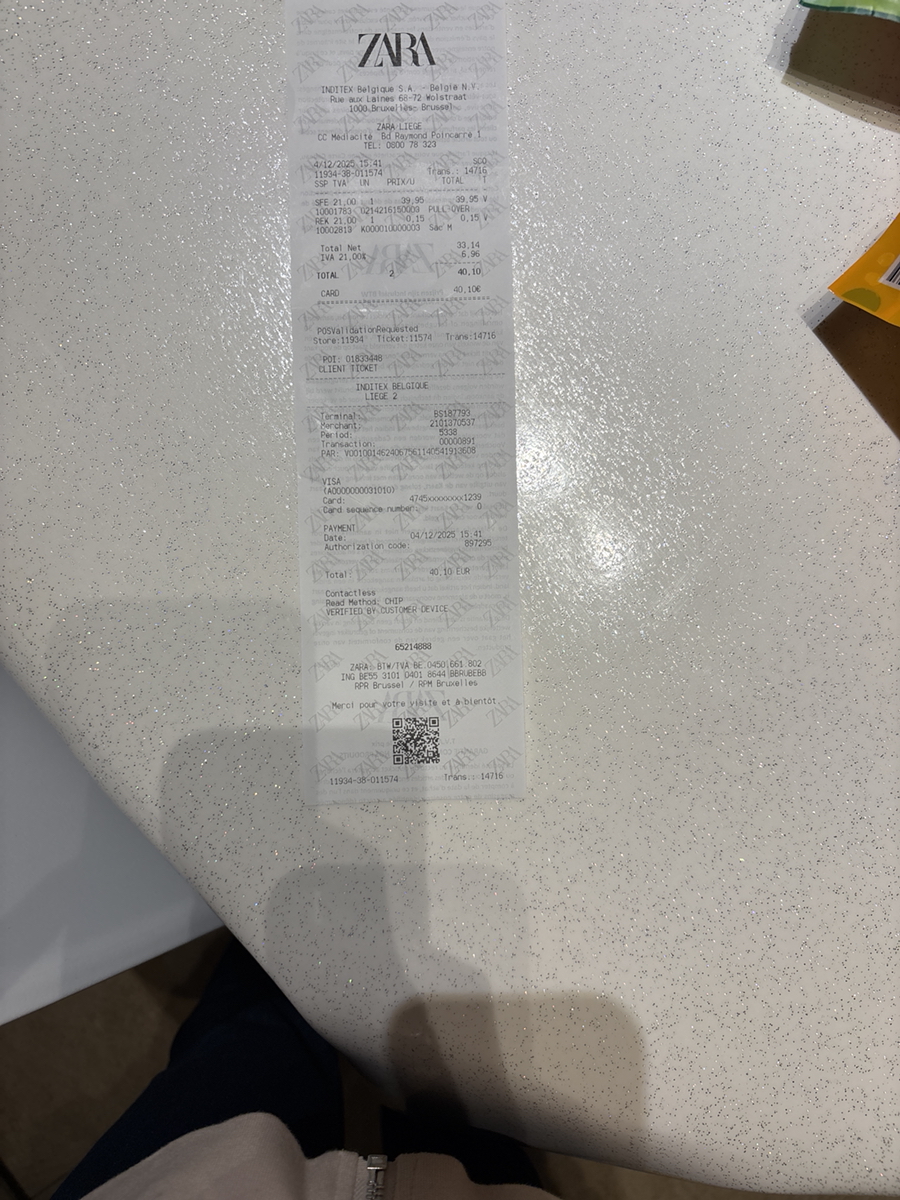 ZARA
INDITEX Belgique S.A. - Belgie N.V.
Rue aux Laines 68-72 Wolstraat
1000 Bruxelles- Brussel
ZARA LIEGE
CC Médiacité Bd Raymond Poincarré 1
TEL: 0800 78 323
4/12/2025 15:41 SCO
11934-38-011574 Trans.: 14716
SSP TVA UN PRIX/U TOTAL T
SFE 21,00 1 39,95 39,95 V
10001783 0214216150003 PULL-OVER
REK 21,00 1 0,15 0,15 V
10002813 K000010000003 Sac M
Total Net 33,14
IVA 21,00% 6,96
TOTAL 2 40,10
CARD 40,10€
POSValidationRequested
Store:11934 Ticket:11574 Trans:14716
POI: 01833448
CLIENT TICKET
INDITEX BELGIQUE
LIEGE 2
Terminal: BS187793
Merchant: 2101370537
Period: 5338
Transaction: 00000891
PAR: V0010014624067561140541913608
VISA
(A0000000031010)
Card: 4745xxxxxxxx1239
Card sequence number: 0
PAYMENT
Date: 04/12/2025 15:41
Authorization code: 897295
Total: 40,10 EUR
Contactless
Read Method: CHIP
VERIFIED BY CUSTOMER DEVICE
65214888
ZARA: BTW/TVA BE 0450 661 802
ING BE55 3101 0401 8644 BBRUBEBB
RPR Brussel / RPM Bruxelles
Merci pour votre visite et à bientôt
11934-38-011574 Trans.: 14716